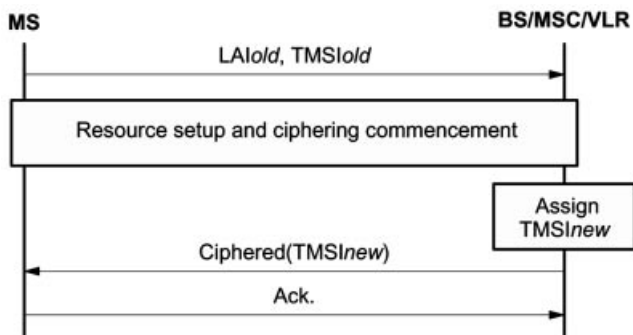 MS
BS/MSC/VLR
LAIold, TMSIold
Resource setup and ciphering commencement
Assign
TMSInew
Ciphered(TMSInew)
Ack.